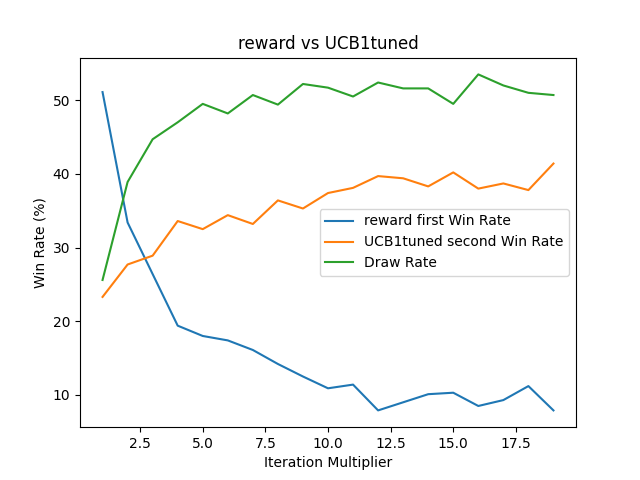 reward vs UCB1tuned
Win Rate (%)
50
40
30
20
10
reward first Win Rate
UCB1tuned second Win Rate
Draw Rate
2.5 5.0 7.5 10.0 12.5 15.0 17.5
Iteration Multiplier